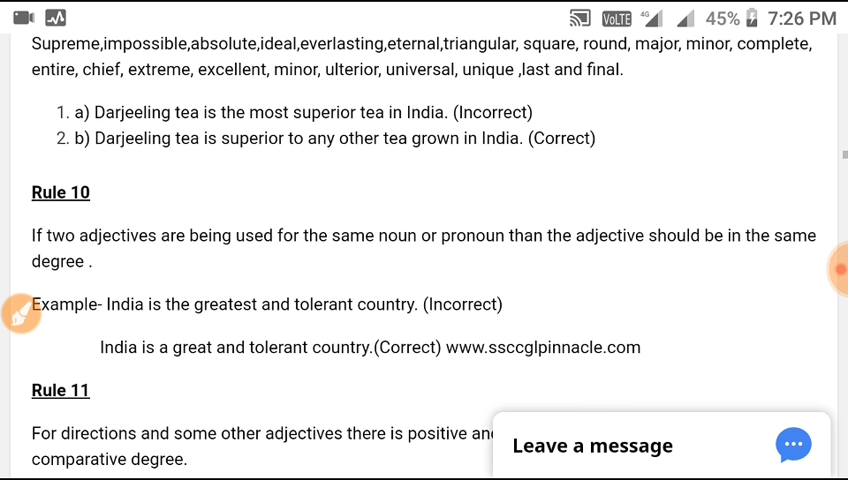 VoLTE 4G 45% 7:26 PM
Supreme,impossible,absolute,ideal,everlasting,eternal,triangular, square, round, major, minor, complete,
entire, chief, extreme, excellent, minor, ulterior, universal, unique ,last and final.
1. a) Darjeeling tea is the most superior tea in India. (Incorrect)
2. b) Darjeeling tea is superior to any other tea grown in India. (Correct)
Rule 10
If two adjectives are being used for the same noun or pronoun than the adjective should be in the same
degree .
Example- India is the greatest and tolerant country. (Incorrect)
India is a great and tolerant country.(Correct) www.ssccglpinnacle.com
Rule 11
For directions and some other adjectives there is positive and
comparative degree.
Leave a message